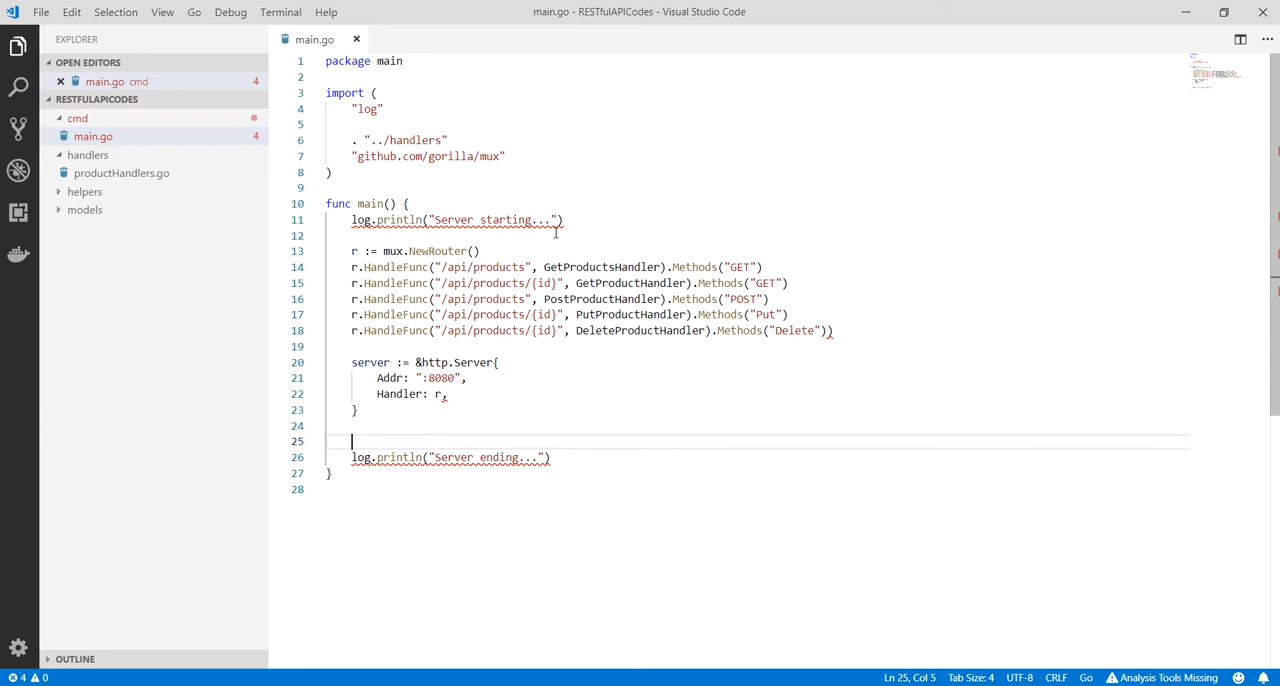 File Edit Selection View Go Debug Terminal Help
main.go - RESTfulAPICodes - Visual Studio Code
EXPLORER
OPEN EDITORS
main.go cmd 4
RESTFULAPICODES
cmd
main.go 4
handlers
productHandlers.go
helpers
models
OUTLINE
main.go
1 package main
2
3 import (
4 "log"
5
6 . "../handlers"
7 "github.com/gorilla/mux"
8 )
9
10 func main() {
11 log.println("Server starting...")
12
13 r := mux.NewRouter()
14 r.HandleFunc("/api/products", GetProductsHandler).Methods("GET")
15 r.HandleFunc("/api/products/{id}", GetProductHandler).Methods("GET")
16 r.HandleFunc("/api/products", PostProductHandler).Methods("POST")
17 r.HandleFunc("/api/products/{id}", PutProductHandler).Methods("Put")
18 r.HandleFunc("/api/products/{id}", DeleteProductHandler).Methods("Delete"))
19
20 server := &http.Server{
21 Addr: ":8080",
22 Handler: r,
23 }
24
25
26 log.println("Server ending...")
27 }
28
4 0
Ln 25, Col 5 Tab Size: 4 UTF-8 CRLF Go Analysis Tools Missing